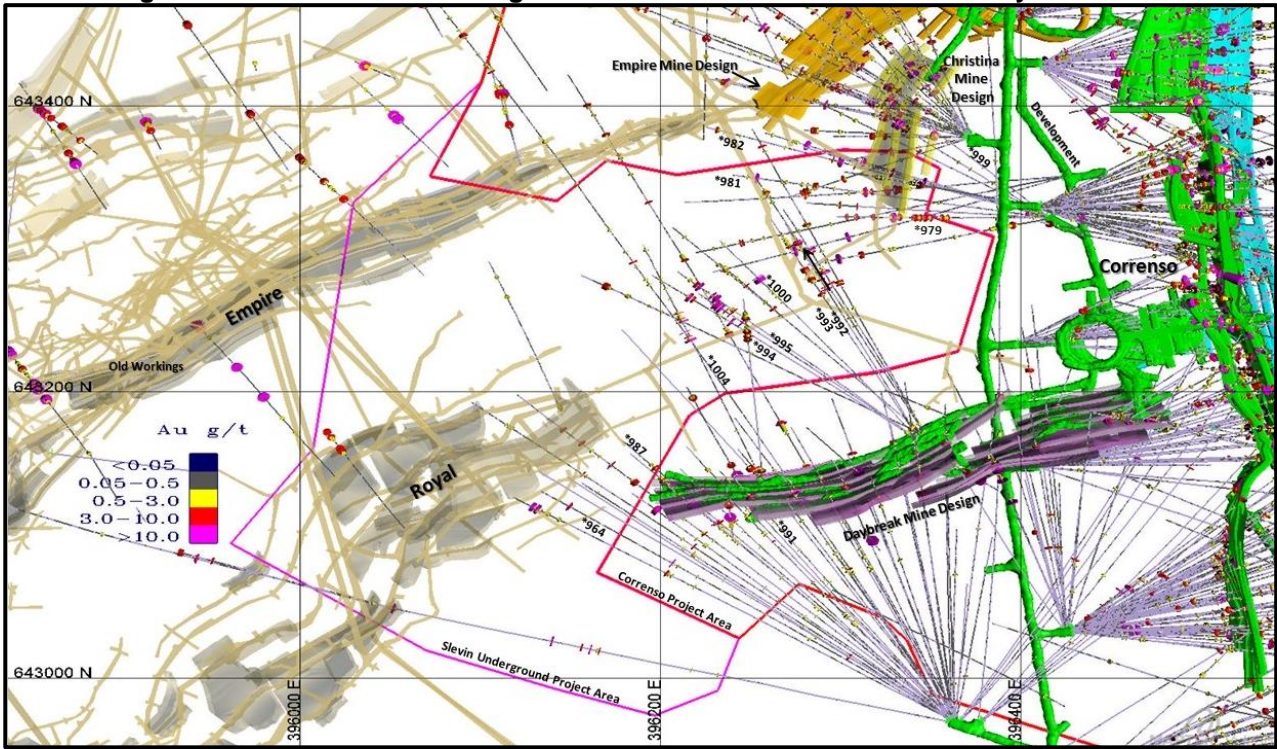 Empire Mine Design
Christina
Mine
Design
643400 N
Development
*982
*999
*981
*979
Correnso
*1000
Empire
*992
*993
*995
*994
Old Workings
*1004
643200 N
Au g/t
<0.05
0.05-0.5
0.5-3.0
3.0-10.0
>10.0
*987
Royal
*964
*991
Daybreak Mine Design
Correnso Project Area
Slevin Underground Project Area
643000 N
396000 E
396200 E
396400 E